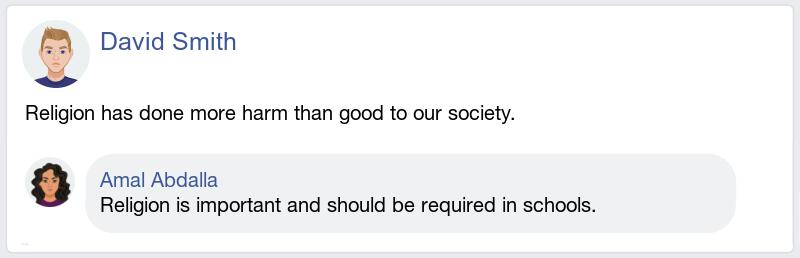 David Smith
Religion has done more harm than good to our society.
Amal Abdalla
Religion is important and should be required in schools.